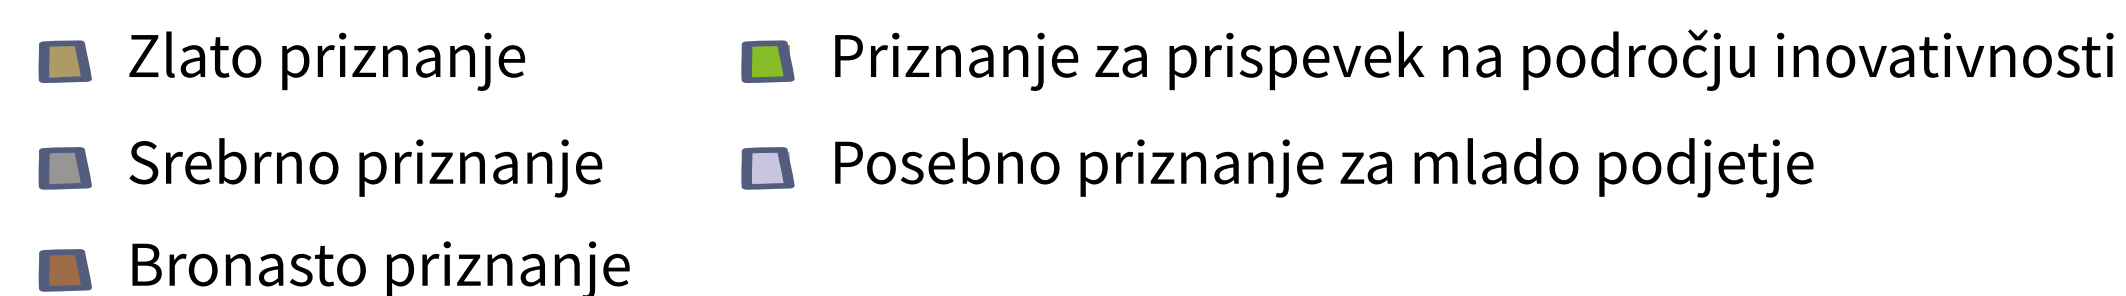 Zlato priznanje
Srebrno priznanje
Bronasto priznanje
Priznanje za prispevek na področju inovativnosti
Posebno priznanje za mlado podjetje